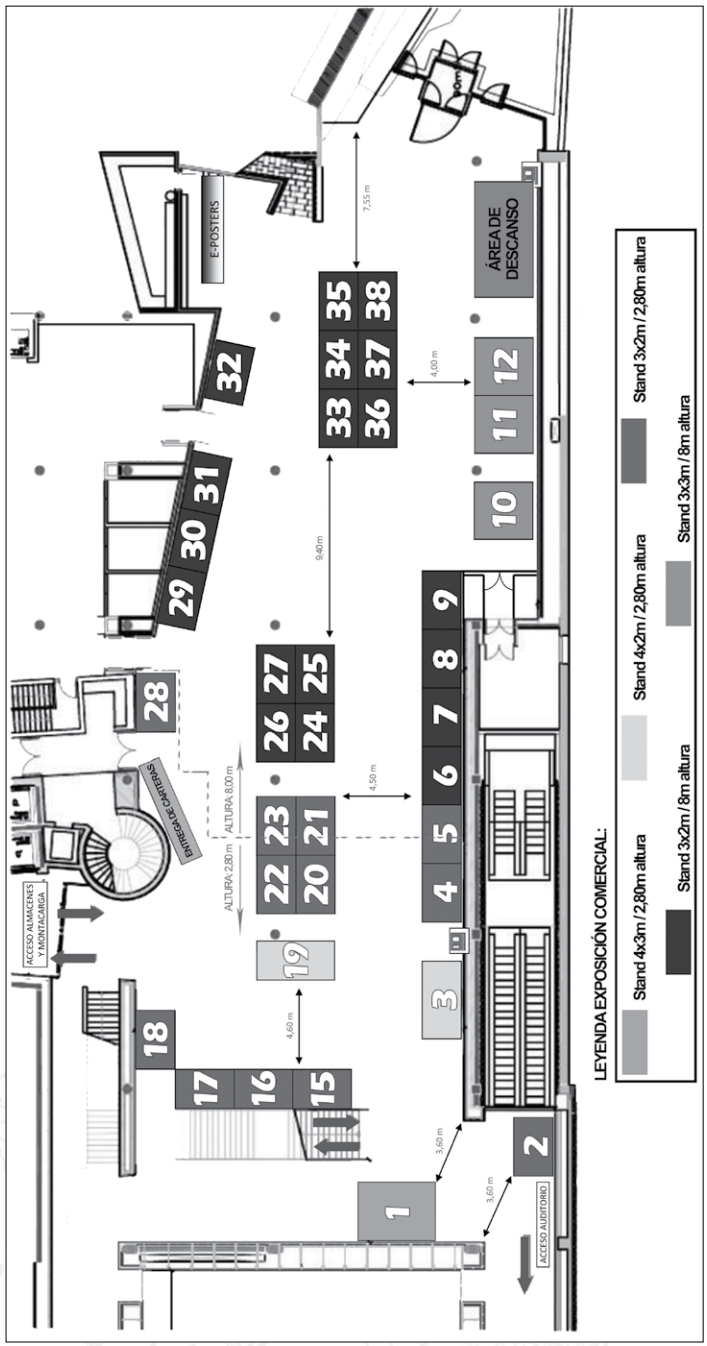 ACCESO ALMACENES
Y MONTACARGA
ENTREGA DE CARTERAS
E-POSTERS
18
28
17
29
30
31
32
16
ALTURA: 2,80 m
ALTURA: 8,00 m
15
4,60 m
19
22
23
26
27
20
21
24
25
9,40m
33
34
35
36
37
38
7,55 m
1
4,50 m
4,00 m
3,60 m
3
4
5
6
7
8
9
10
11
12
ÁREA DE
DESCANSO
3,60 m
2
ACCESO AUDITORIO
LEYENDA EXPOSICIÓN COMERCIAL:
Stand 4x3m / 2,80m altura
Stand 4x2m / 2,80m altura
Stand 3x2m / 2,80m altura
Stand 3x2m / 8m altura
Stand 3x3m / 8m altura